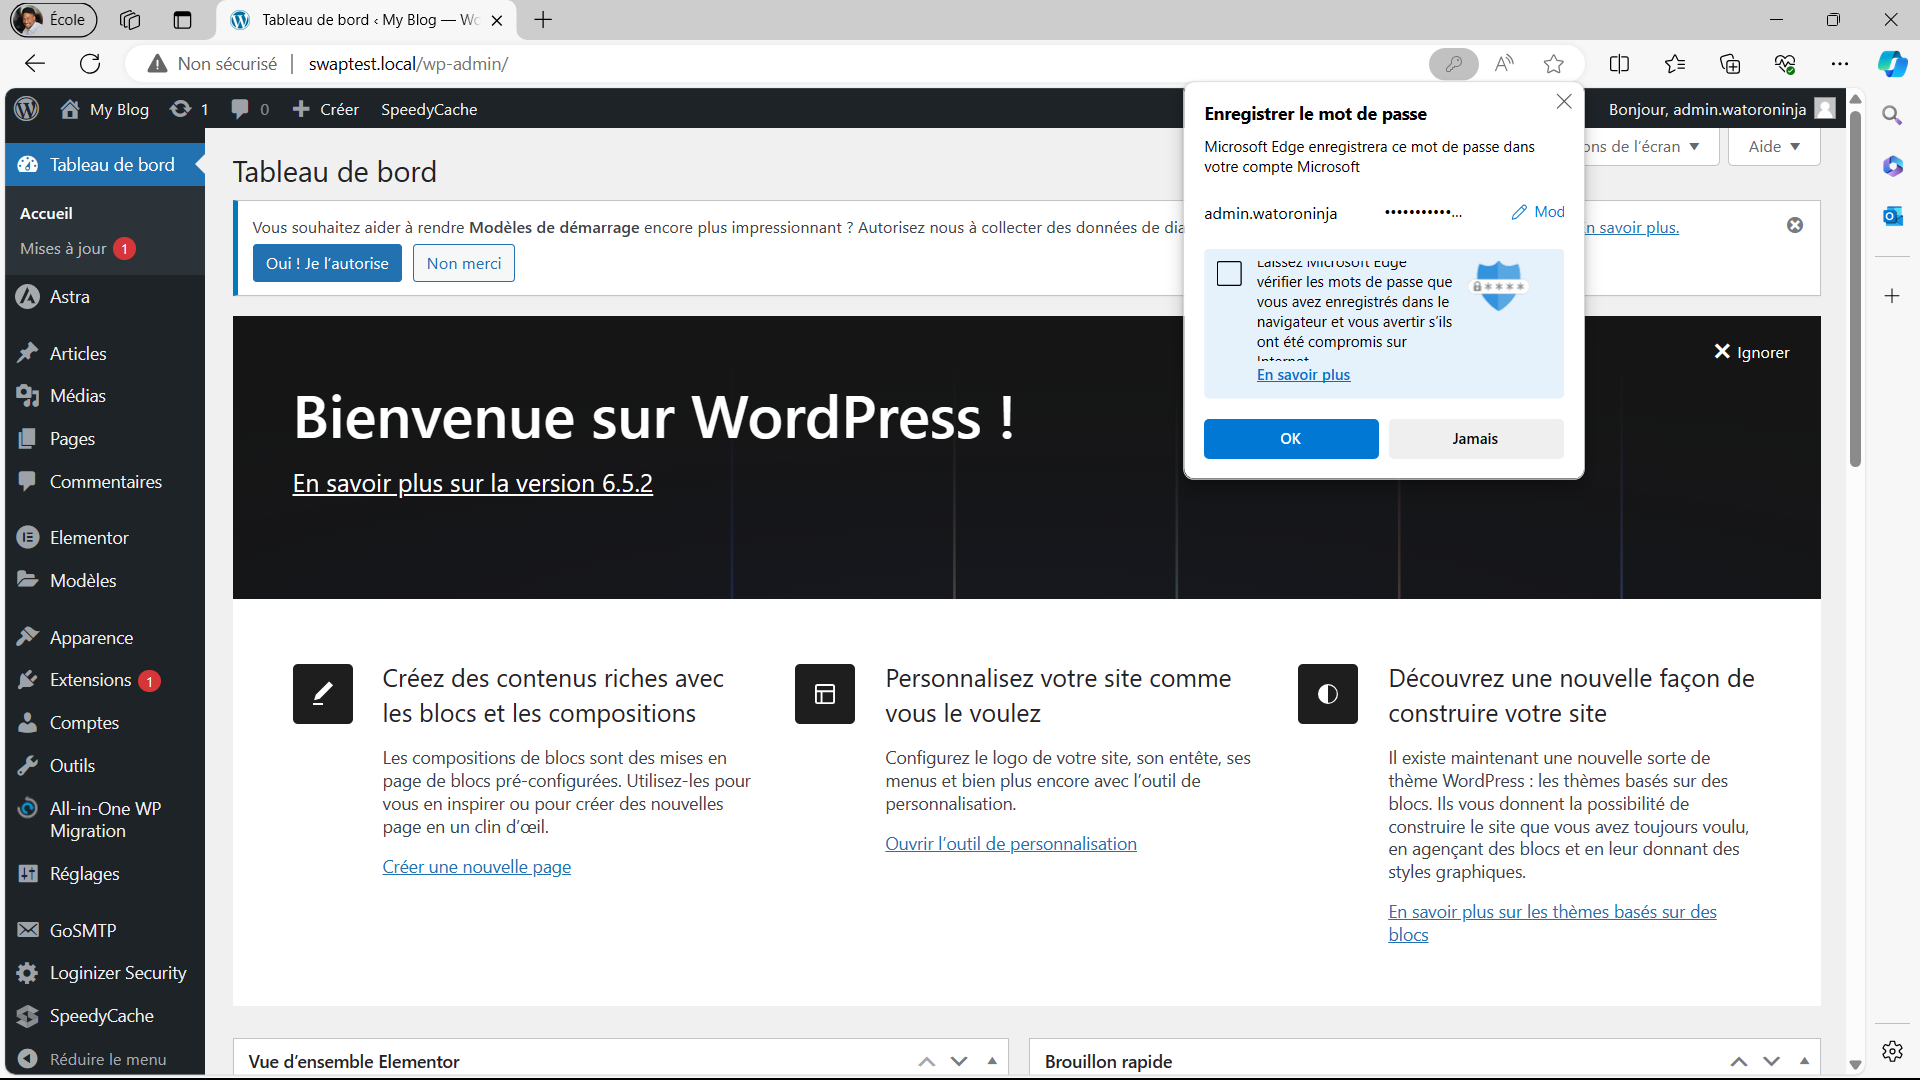 École
Tableau de bord ‹ My Blog — Wo
Non sécurisé
swaptest.local/wp-admin/
My Blog
1
0
Créer
SpeedyCache
Bonjour, admin.watoroninja
Tableau de bord
Accueil
Mises à jour 1
Astra
Articles
Médias
Pages
Commentaires
Elementor
Modèles
Apparence
Extensions 1
Comptes
Outils
All-in-One WP
Migration
Réglages
GoSMTP
Loginizer Security
SpeedyCache
Réduire le menu
Tableau de bord
ons de l’écran
Aide
Vous souhaitez aider à rendre Modèles de démarrage encore plus impressionnant ? Autorisez nous à collecter des données de dia
n savoir plus.
Oui ! Je l’autorise
Non merci
Enregistrer le mot de passe
Microsoft Edge enregistrera ce mot de passe dans
votre compte Microsoft
admin.watoroninja
••••••••••••...
Mod
Laissez Microsoft Edge
vérifier les mots de passe que
vous avez enregistrés dans le
navigateur et vous avertir s’ils
ont été compromis sur
Internet
En savoir plus
OK
Jamais
Ignorer
Bienvenue sur WordPress !
En savoir plus sur la version 6.5.2
Créez des contenus riches avec
les blocs et les compositions
Les compositions de blocs sont des mises en
page de blocs pré-configurées. Utilisez-les pour
vous en inspirer ou pour créer des nouvelles
page en un clin d’œil.
Créer une nouvelle page
Personnalisez votre site comme
vous le voulez
Configurez le logo de votre site, son entête, ses
menus et bien plus encore avec l’outil de
personnalisation.
Ouvrir l’outil de personnalisation
Découvrez une nouvelle façon de
construire votre site
Il existe maintenant une nouvelle sorte de
thème WordPress : les thèmes basés sur des
blocs. Ils vous donnent la possibilité de
construire le site que vous avez toujours voulu,
en agençant des blocs et en leur donnant des
styles graphiques.
En savoir plus sur les thèmes basés sur des
blocs
Vue d’ensemble Elementor
Brouillon rapide